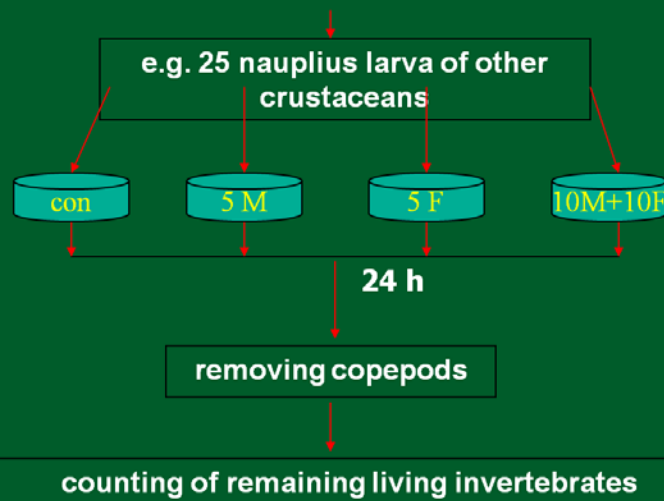 e.g. 25 nauplius larva of other
crustaceans
con
5 M
5 F
10M+10F
24 h
removing copepods
counting of remaining living invertebrates